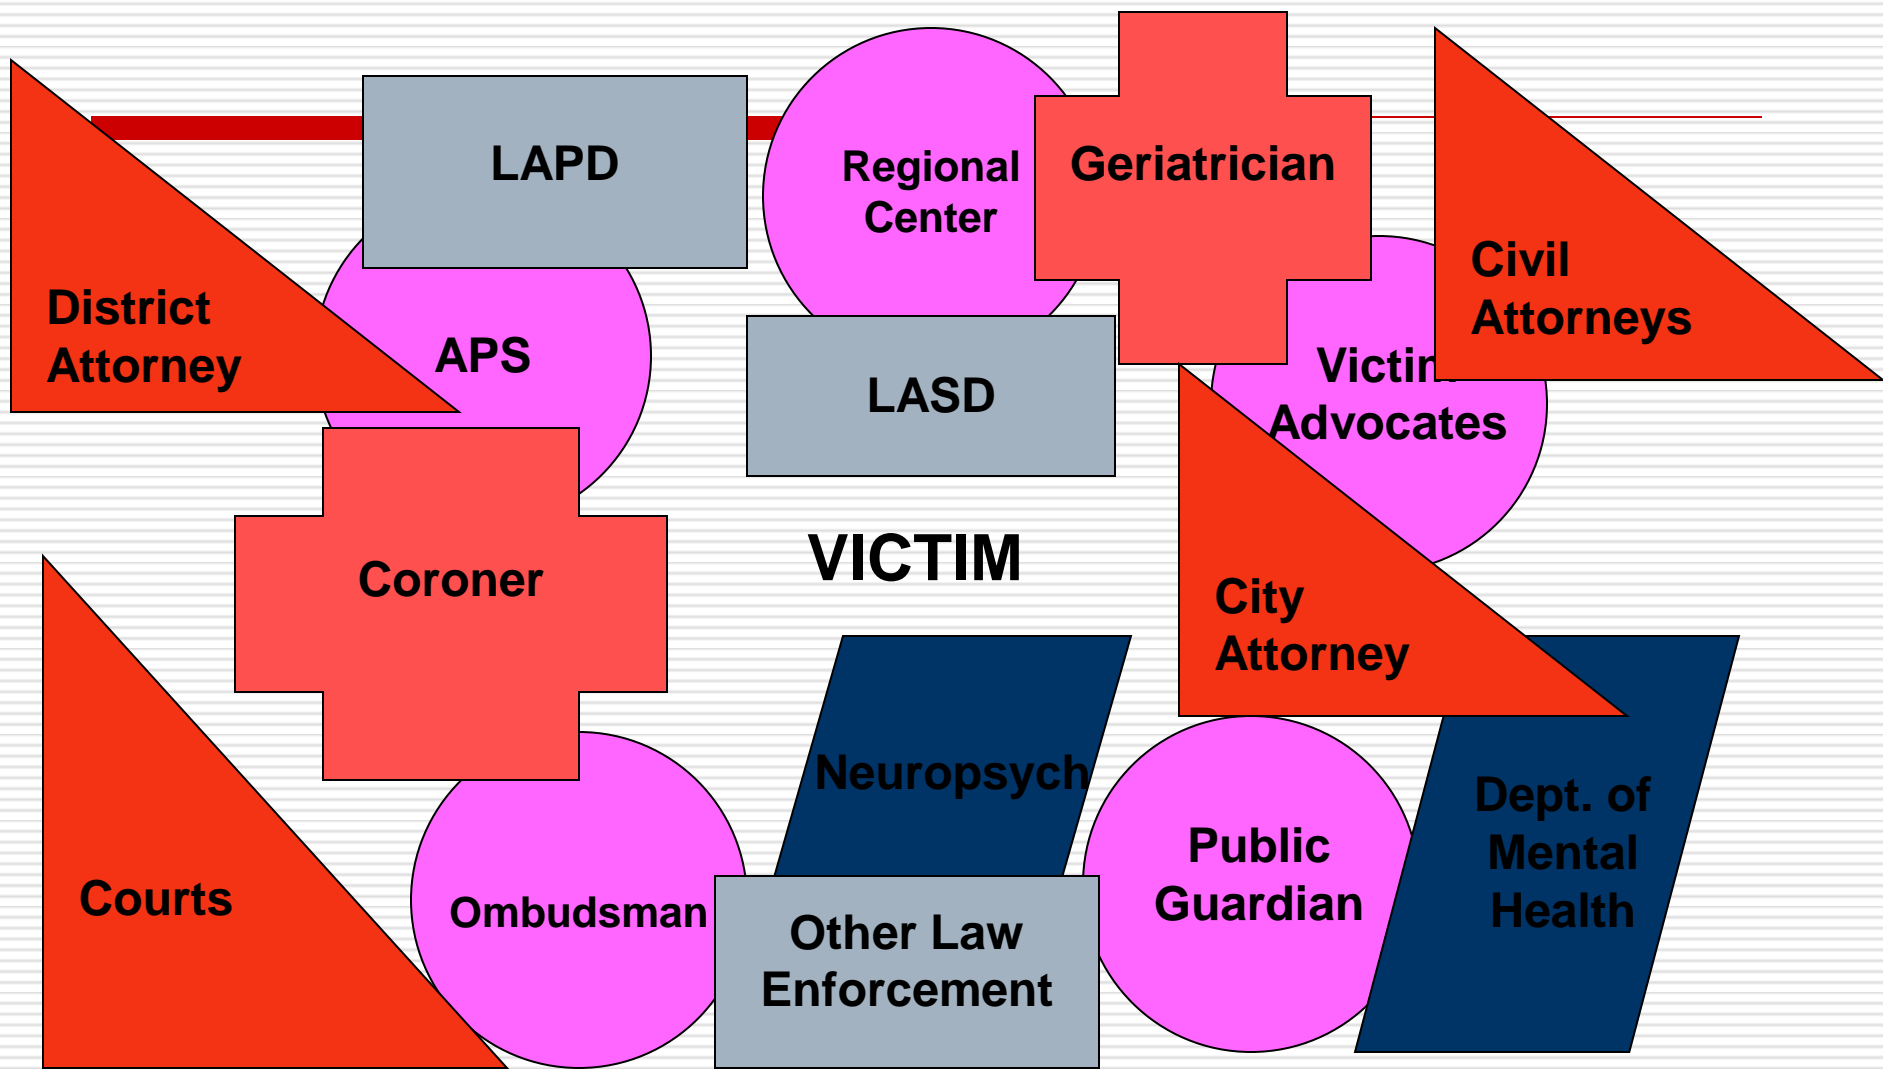 LAPD
Regional
Center
Geriatrician
Civil
Attorneys
District
Attorney
APS
LASD
Victim
Advocates
VICTIM
Coroner
City
Attorney
Neuropsych
Dept. of
Mental
Health
Public
Guardian
Courts
Ombudsman
Other Law
Enforcement